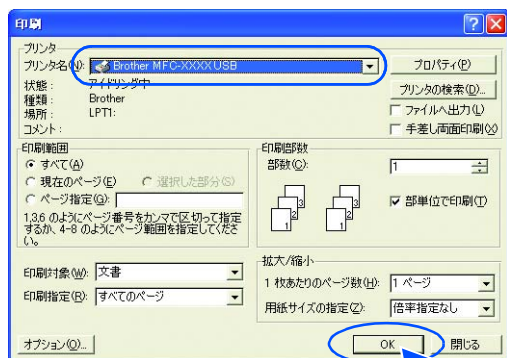 印刷
プリンタ
プリンタ名(N): Brother MFC-XXXX USB
プロパティ(P)
状態： アイドリング中
プリンタの検索(D)...
種類： Brother
場所： LPT1:
ファイルへ出力(L)
コメント：
手差し両面印刷(X)
印刷範囲
すべて(A)
現在のページ(E) 選択した部分(S)
ページ指定(G):
1,3,6 のようにページ番号をカンマで区切って指定
するか、4-8 のようにページ範囲を指定してくださ
い。
印刷部数
部数(C): 1
部単位で印刷(T)
3 3
2 2
1 1
印刷対象(W): 文書
印刷指定(R): すべてのページ
拡大/縮小
1 枚あたりのページ数(H): 1 ページ
用紙サイズの指定(Z): 倍率指定なし
オプション(O)...
OK
閉じる